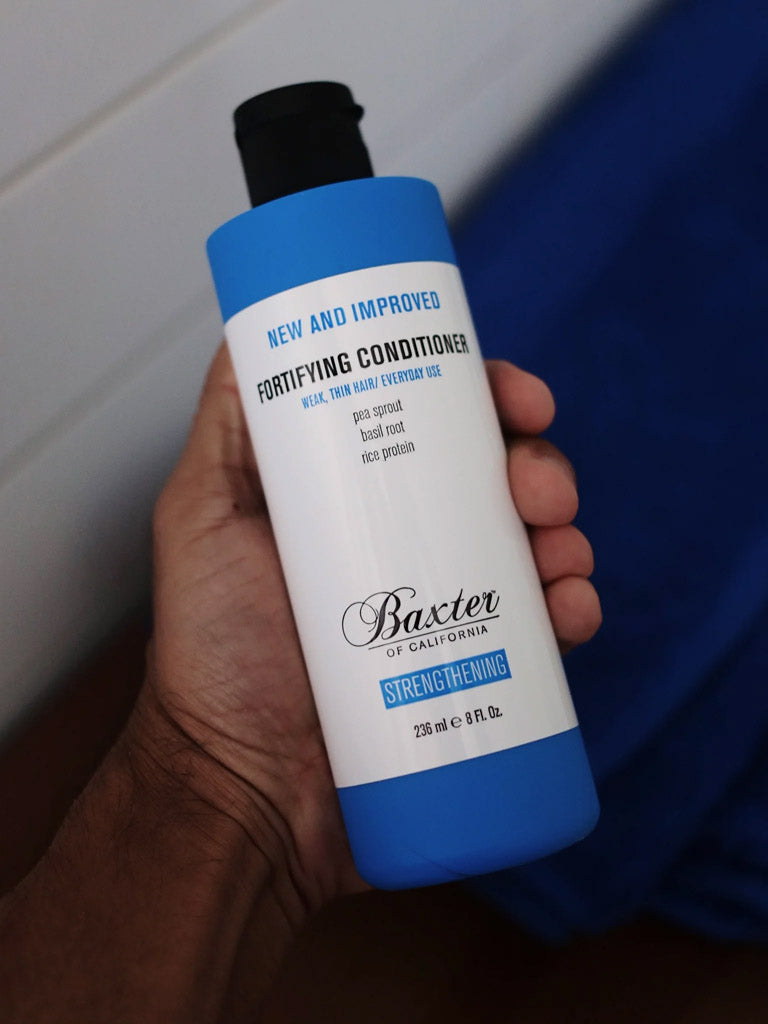 NEW AND IMPROVED
FORTIFYING CONDITIONER
WEAK, THIN HAIR/ EVERYDAY USE
pea sprout
basil root
rice protein
Baxter™
OF CALIFORNIA
STRENGTHENING
236 ml ℮ 8 Fl. Oz.